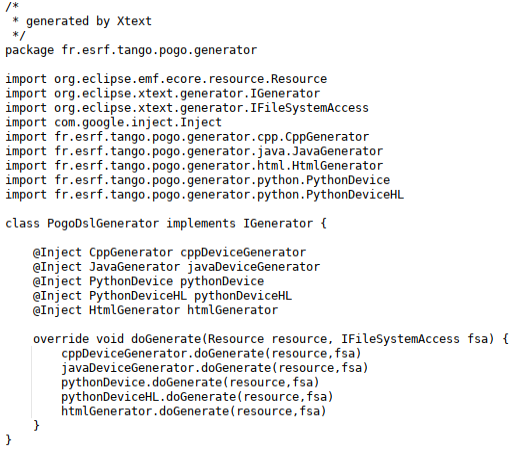 /*
 * generated by Xtext
 */
package fr.esrf.tango.pogo.generator

import org.eclipse.emf.ecore.resource.Resource
import org.eclipse.xtext.generator.IGenerator
import org.eclipse.xtext.generator.IFileSystemAccess
import com.google.inject.Inject
import fr.esrf.tango.pogo.generator.cpp.CppGenerator
import fr.esrf.tango.pogo.generator.java.JavaGenerator
import fr.esrf.tango.pogo.generator.html.HtmlGenerator
import fr.esrf.tango.pogo.generator.python.PythonDevice
import fr.esrf.tango.pogo.generator.python.PythonDeviceHL

class PogoDslGenerator implements IGenerator {

    @Inject CppGenerator cppDeviceGenerator
    @Inject JavaGenerator javaDeviceGenerator
    @Inject PythonDevice pythonDevice
    @Inject PythonDeviceHL pythonDeviceHL
    @Inject HtmlGenerator htmlGenerator

    override void doGenerate(Resource resource, IFileSystemAccess fsa) {
        cppDeviceGenerator.doGenerate(resource,fsa)
        javaDeviceGenerator.doGenerate(resource,fsa)
        pythonDevice.doGenerate(resource,fsa)
        pythonDeviceHL.doGenerate(resource,fsa)
        htmlGenerator.doGenerate(resource,fsa)
    }
}